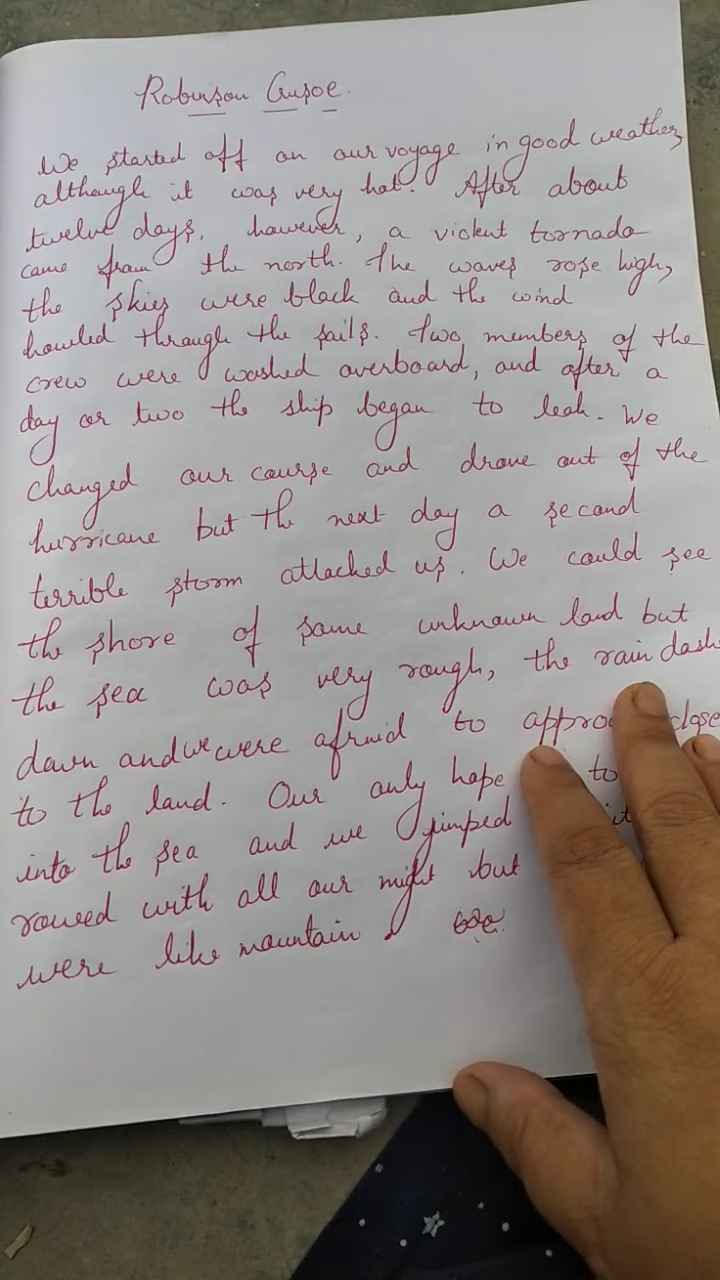 Robinson Crusoe.
We started off on our voyage in good weather,
although it was very hot. After about
twelve days, however, a violent tornado
came from the north. The waves rose high,
the skies were black and the wind
howled through the sails. Two members of the
crew were washed overboard, and after a
day or two the ship began to leak. We
changed our course and drove out of the
hurricane but the next day a second
terrible storm attacked us. We could see
the shore of some unknown land but
the sea was very rough, the rain dash
down and we were afraid to close
to the land. Our only hope to
into the sea and we jumped it
rowed with all our might but
were like mountain